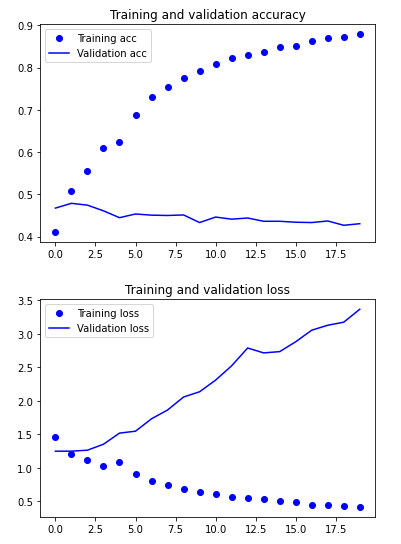 Training and validation accuracy
0.9
0.8
0.7
0.6
0.5
0.4
Training acc
Validation acc
0.0 2.5 5.0 7.5 10.0 12.5 15.0 17.5
Training and validation loss
3.5
3.0
2.5
2.0
1.5
1.0
0.5
Training loss
Validation loss
0.0 2.5 5.0 7.5 10.0 12.5 15.0 17.5